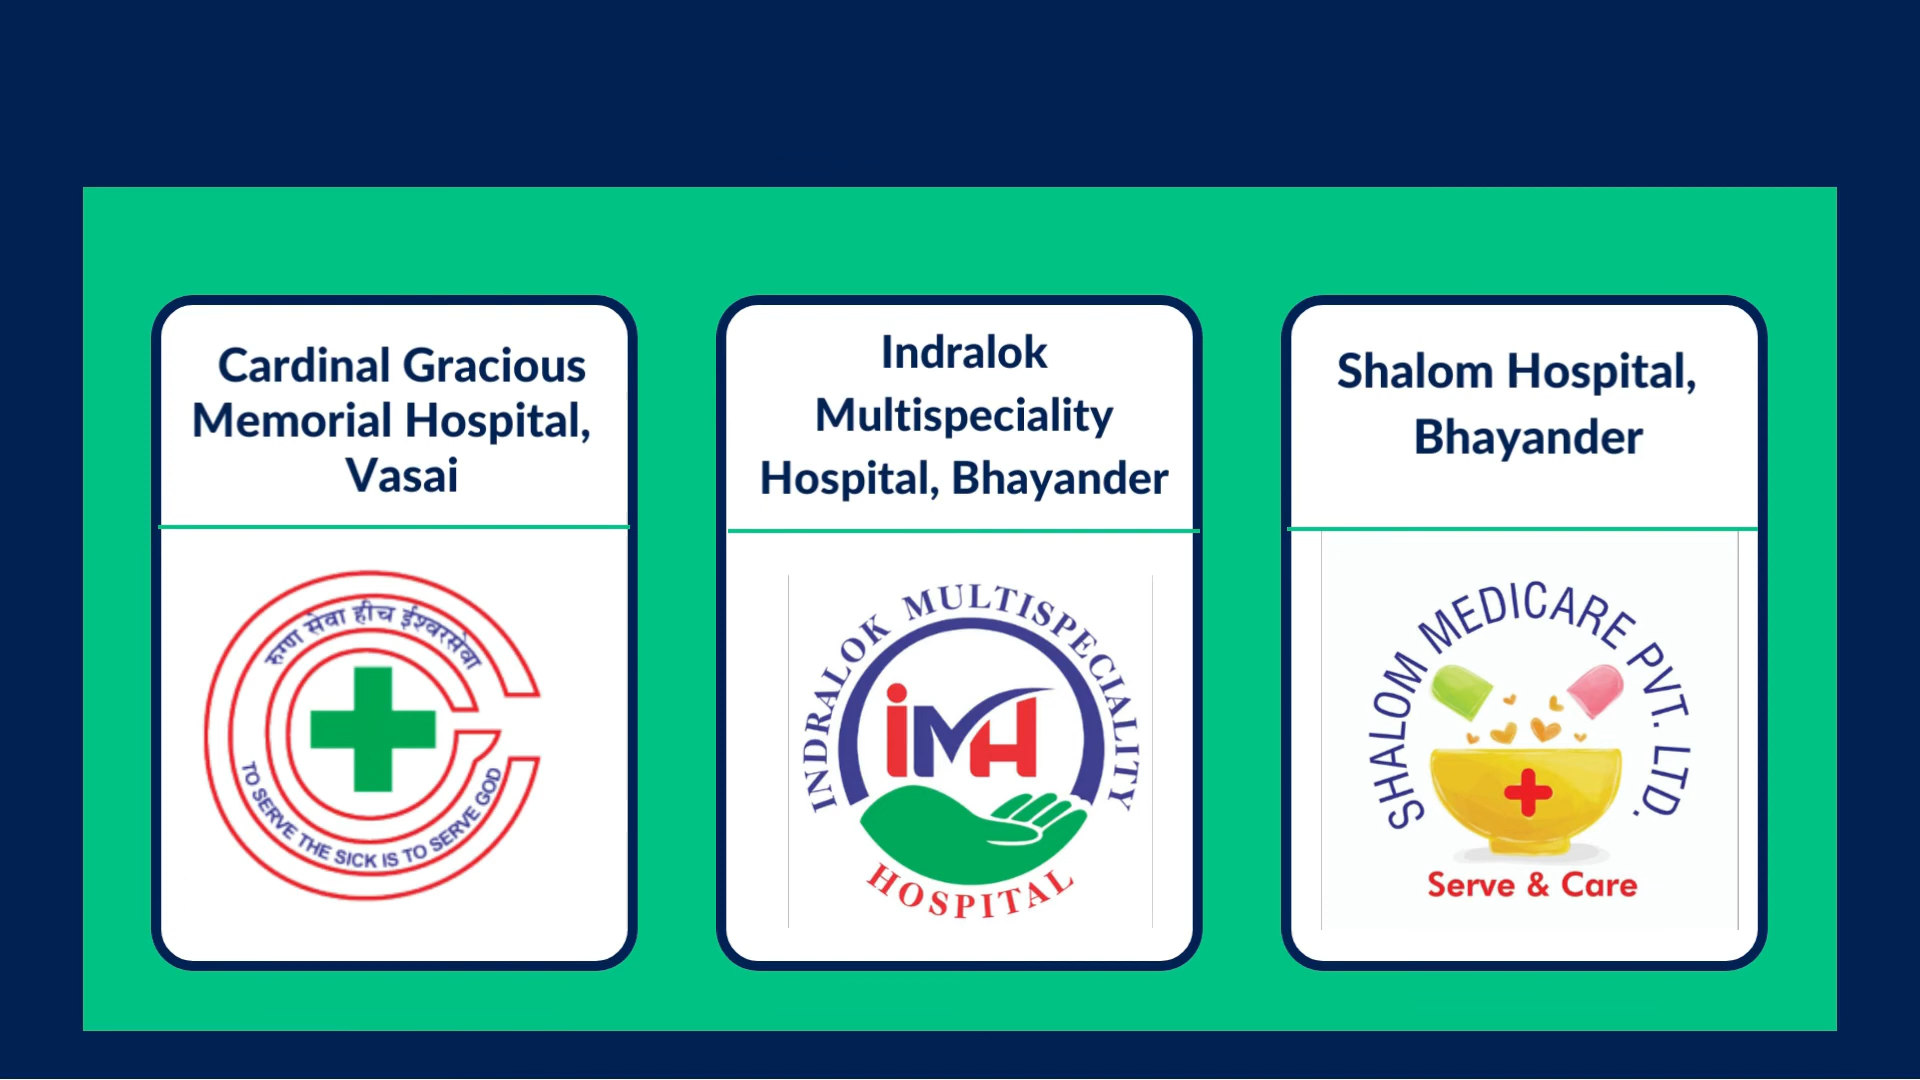 Cardinal Gracious
Memorial Hospital,
Vasai
रुग्ण सेवा हीच ईश्वरसेवा
TO SERVE THE SICK IS TO SERVE GOD
Indralok
Multispeciality
Hospital, Bhayander
INDRALOK MULTISPECIALITY
iMH
HOSPITAL
Shalom Hospital,
Bhayander
SHALOM MEDICARE PVT. LTD.
Serve & Care